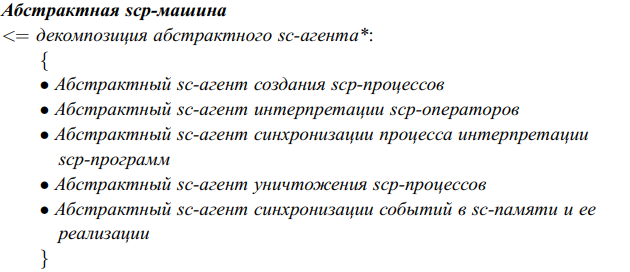 Абстрактная scp-машина
<= декомпозиция абстрактного sc-агента*:
{
• Абстрактный sc-агент создания scp-процессов
• Абстрактный sc-агент интерпретации scp-операторов
• Абстрактный sc-агент синхронизации процесса интерпретации
scp-программ
• Абстрактный sc-агент уничтожения scp-процессов
• Абстрактный sc-агент синхронизации событий в sc-памяти и ее
реализации
}